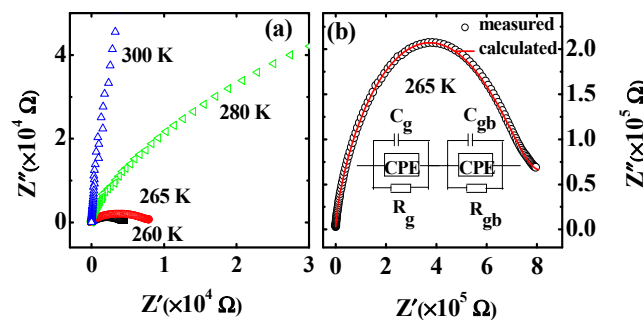 (a)
300 K
280 K
265 K
260 K
4
2
0
0 1 2 3
Z″(×10⁴ Ω)
Z′(×10⁴ Ω)
(b)
measured
calculated
265 K
C_g C_gb
CPE CPE
R_g R_gb
2.0
1.5
1.0
0.5
0.0
0 2 4 6 8
Z″(×10⁵ Ω)
Z′(×10⁵ Ω)